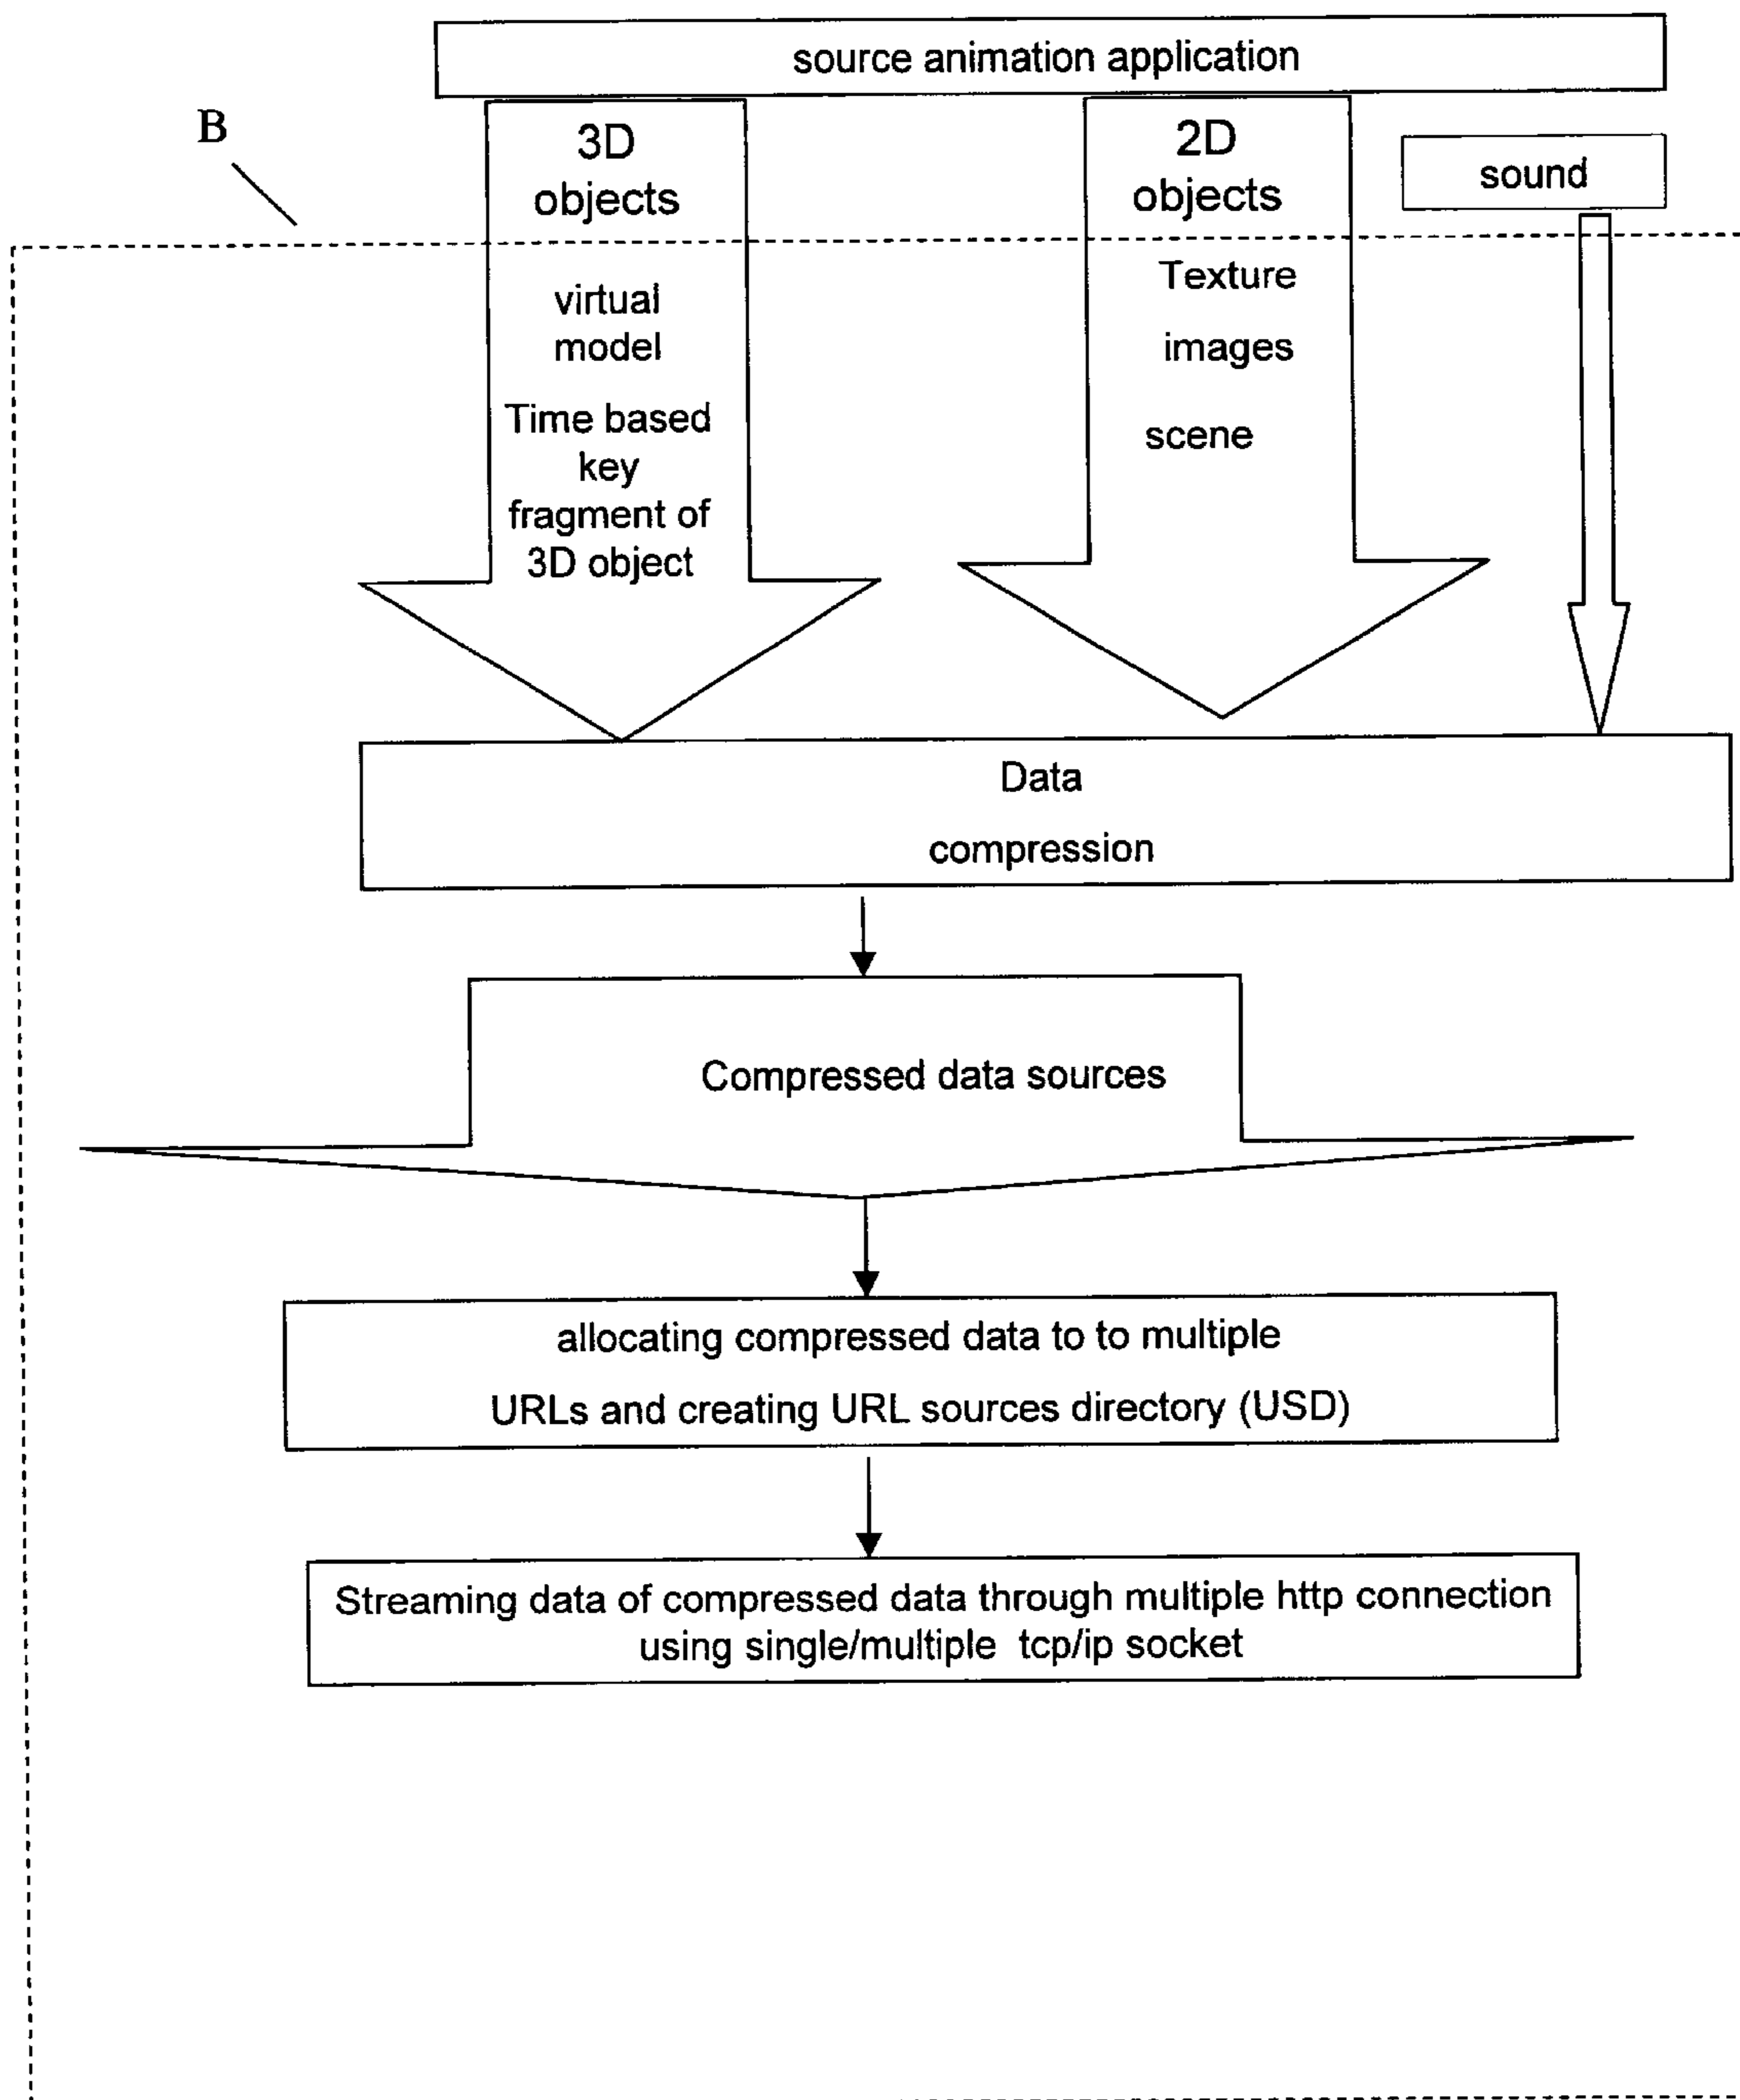 source animation application
B
3D
objects
2D
objects
sound
virtual
model
Time based
key
fragment of
3D object
Texture
images
scene
Data
compression
Compressed data sources
allocating compressed data to to multiple
URLs and creating URL sources directory (USD)
Streaming data of compressed data through multiple http connection
using single/multiple tcp/ip socket